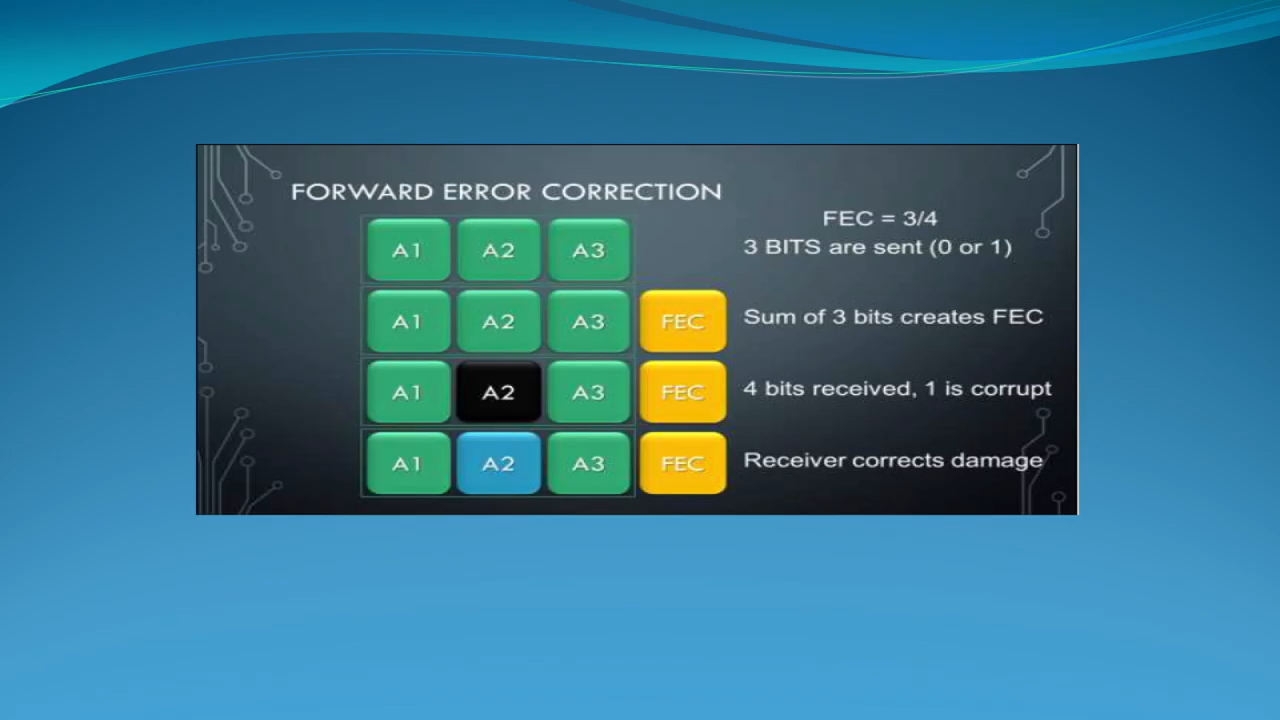 FORWARD ERROR CORRECTION
FEC = 3/4
A1 A2 A3
3 BITS are sent (0 or 1)
A1 A2 A3 FEC
Sum of 3 bits creates FEC
A1 A2 A3 FEC
4 bits received, 1 is corrupt
A1 A2 A3 FEC
Receiver corrects damage